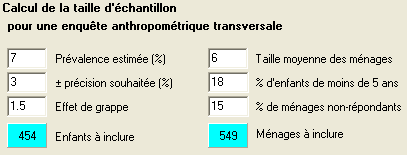 Calcul de la taille d'échantillon
pour une enquête anthropométrique transversale
7 Prévalence estimée (%)
6 Taille moyenne des ménages
3 ± précision souhaitée (%)
18 % d'enfants de moins de 5 ans
1.5 Effet de grappe
15 % de ménages non-répondants
454 Enfants à inclure
549 Ménages à inclure